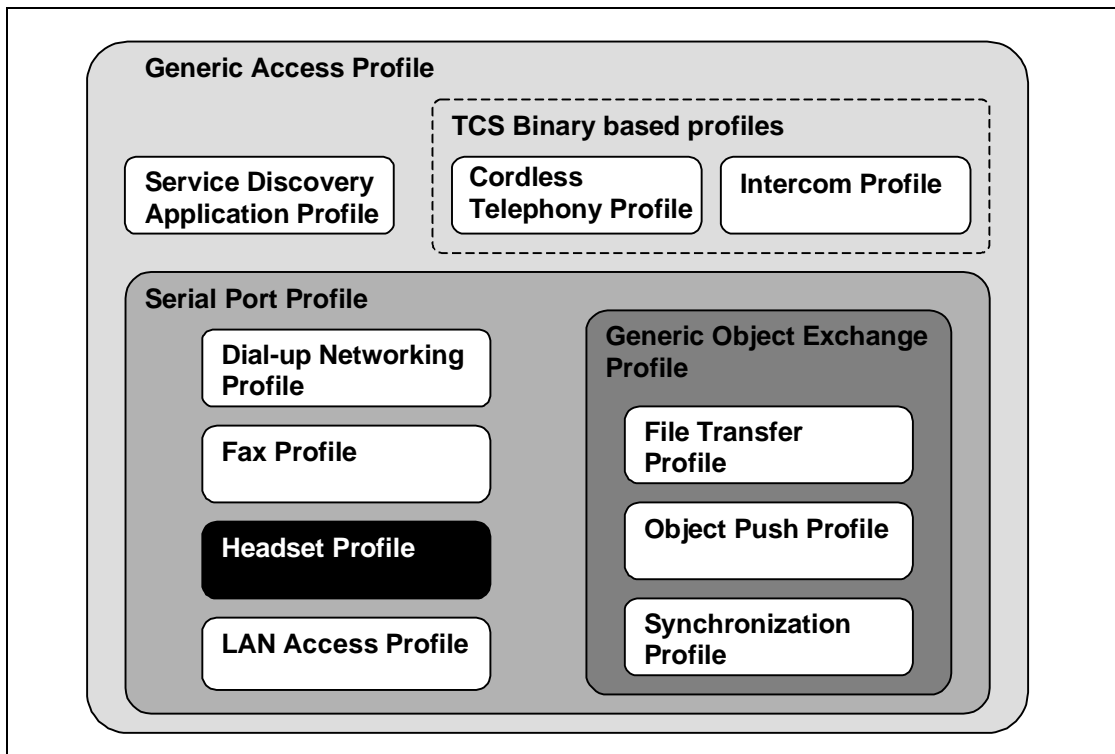 Generic Access Profile
TCS Binary based profiles
Service Discovery
Application Profile
Cordless
Telephony Profile
Intercom Profile
Serial Port Profile
Dial-up Networking
Profile
Fax Profile
Headset Profile
LAN Access Profile
Generic Object Exchange
Profile
File Transfer
Profile
Object Push Profile
Synchronization
Profile